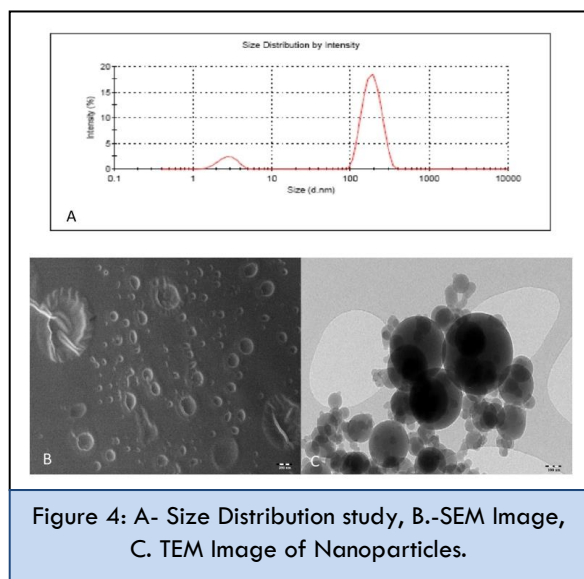 Size Distribution by Intensity
20
15
10
5
0
Intensity (%)
0.1 1 10 100 1000 10000
Size (d.nm)
A
B
C
Figure 4: A- Size Distribution study, B.-SEM Image,
C. TEM Image of Nanoparticles.